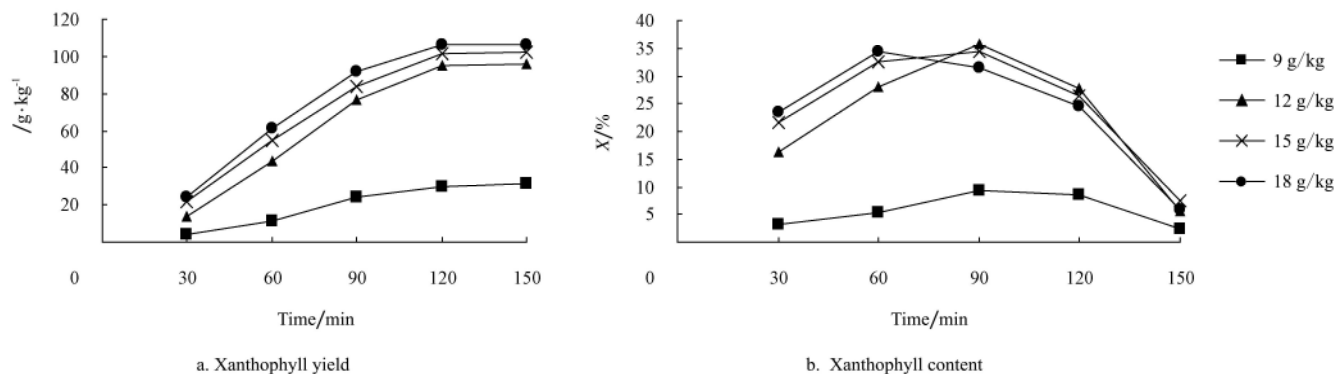 120
100
80
60
40
20
0
/g·kg⁻¹
30 60 90 120 150
Time/min
a. Xanthophyll yield
40
35
30
25
20
15
10
5
0
X/%
30 60 90 120 150
Time/min
b. Xanthophyll content
9 g/kg
12 g/kg
15 g/kg
18 g/kg